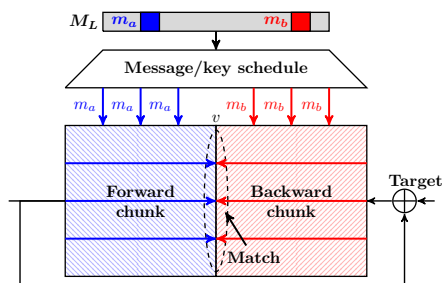 M_L m_a m_b
Message/key schedule
m_a m_a m_a m_b m_b m_b
v
Target
Forward chunk
Backward chunk
Match